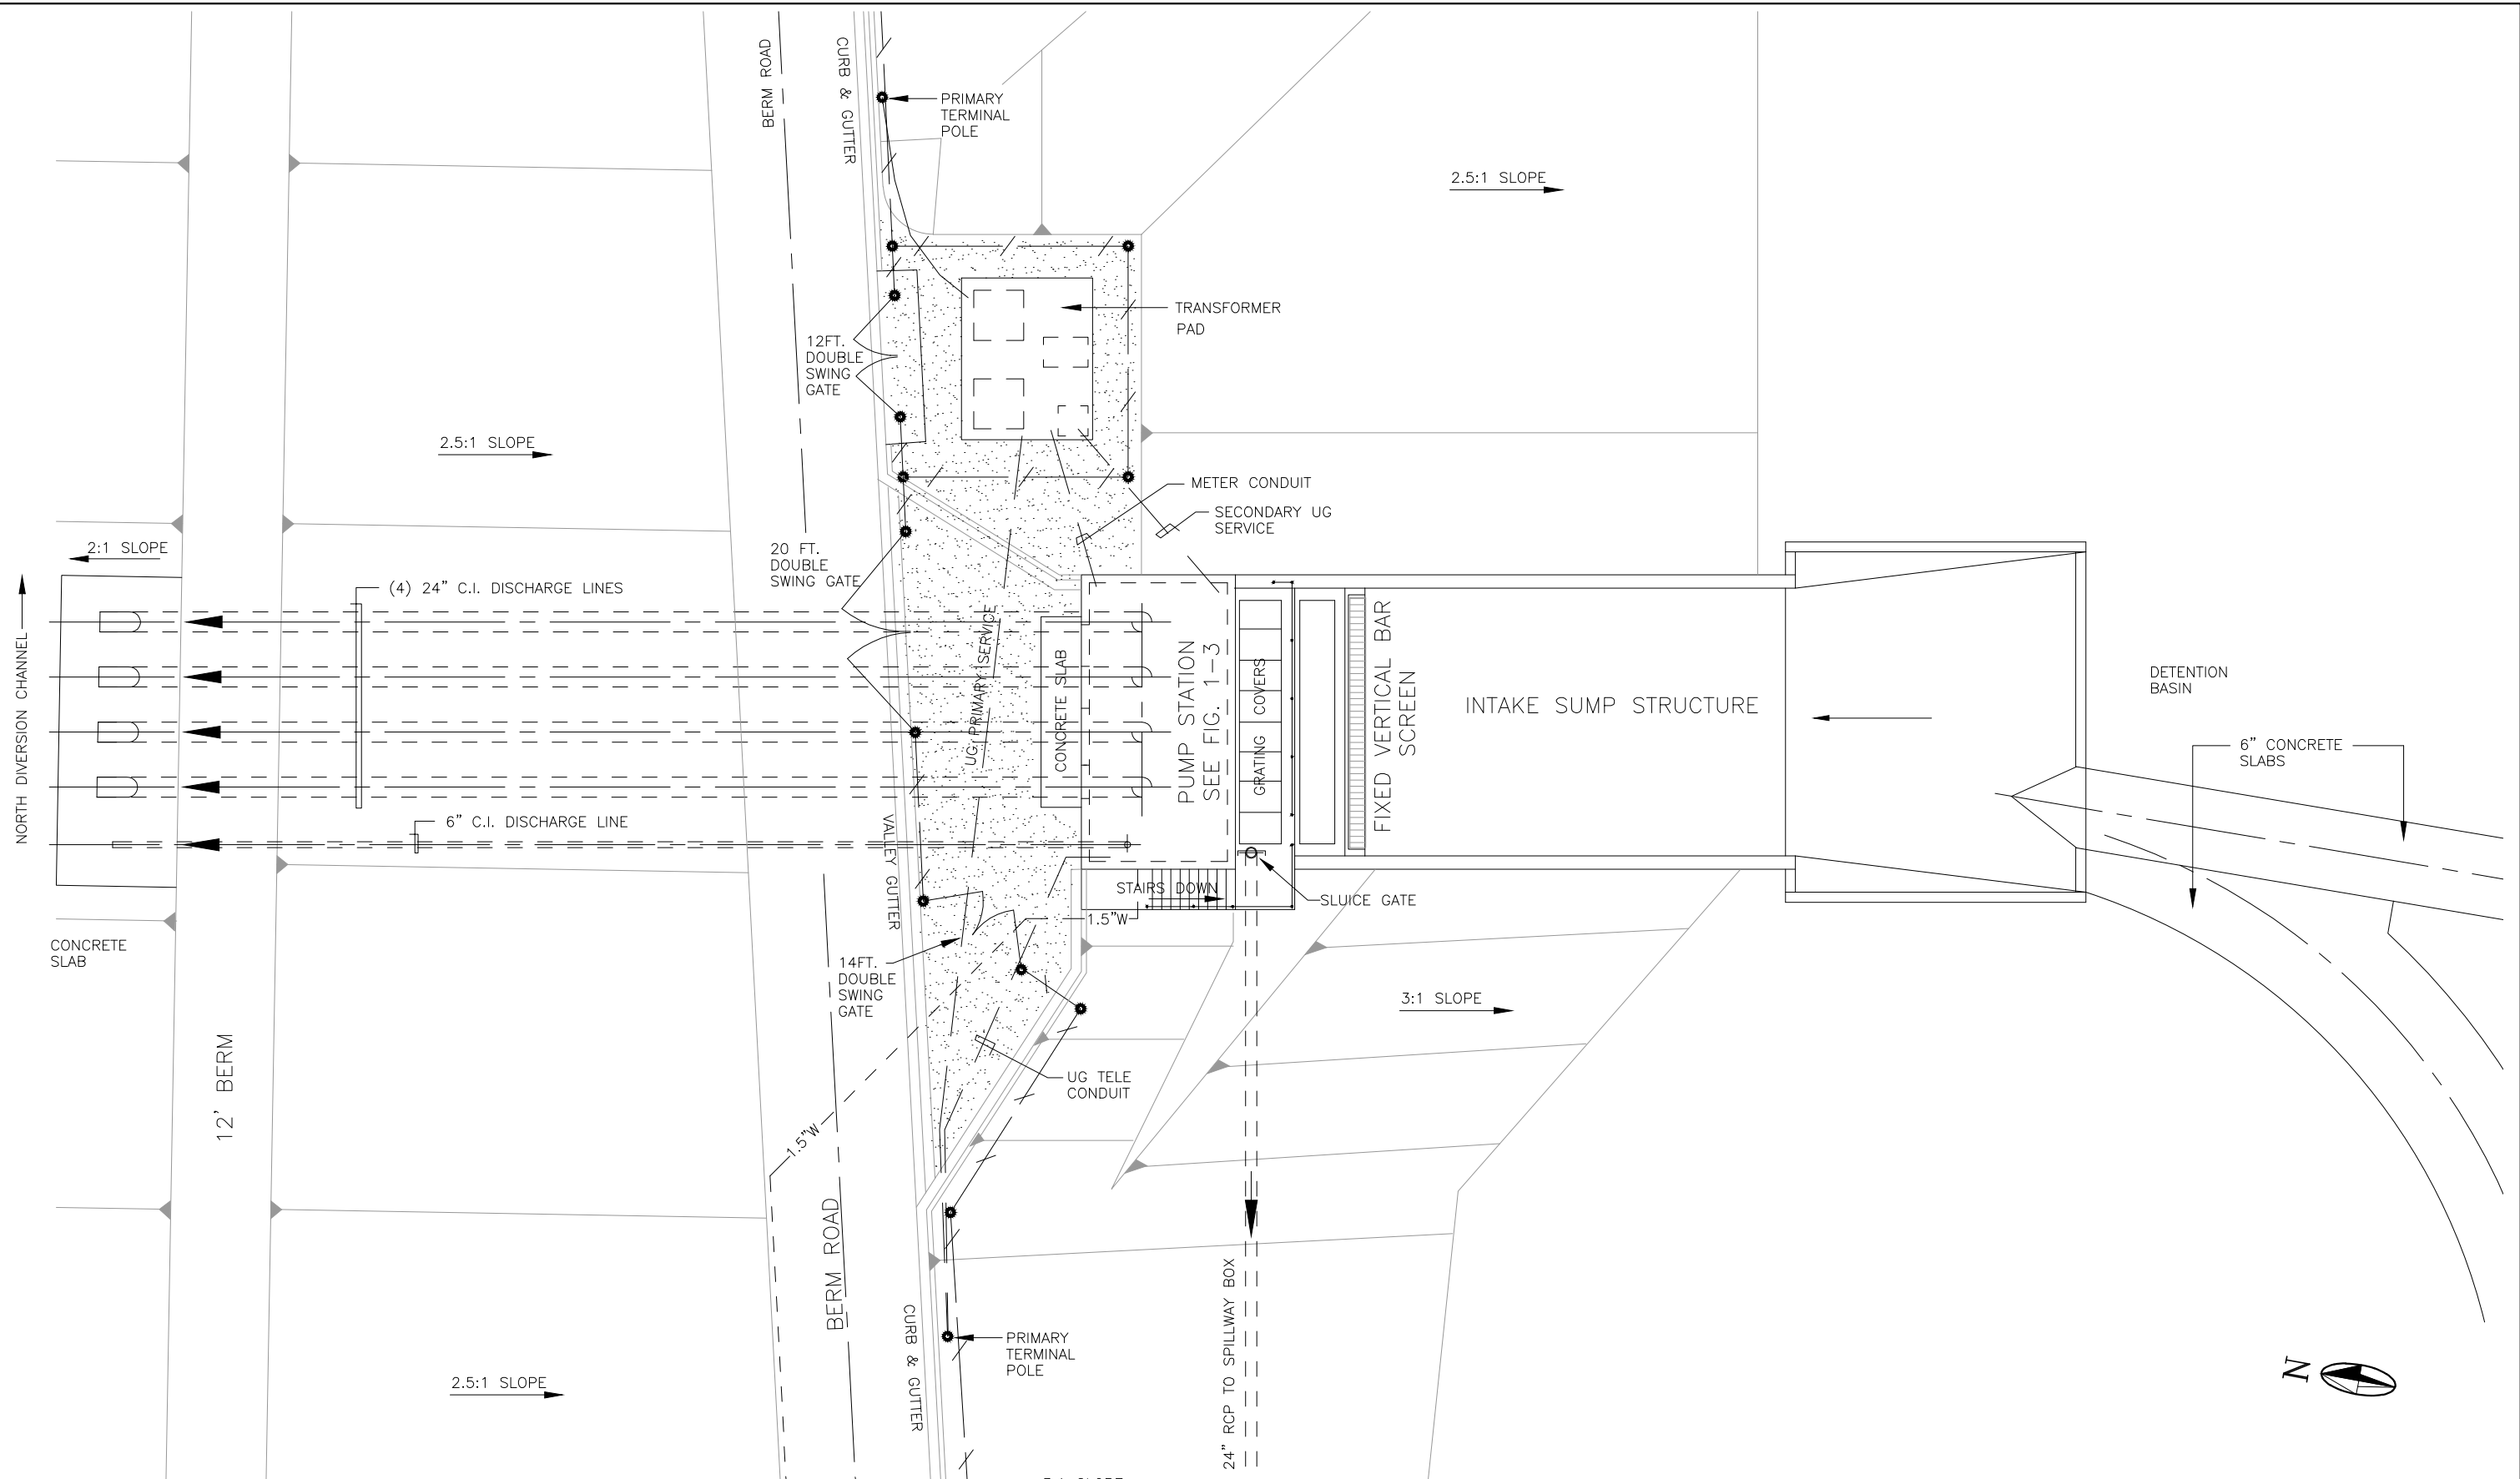 BERM ROAD
CURB & GUTTER
PRIMARY
TERMINAL
POLE
2.5:1 SLOPE
TRANSFORMER
PAD
12FT.
DOUBLE
SWING
GATE
2.5:1 SLOPE
METER CONDUIT
SECONDARY UG
SERVICE
2:1 SLOPE
20 FT.
DOUBLE
SWING GATE
(4) 24" C.I. DISCHARGE LINES
NORTH DIVERSION CHANNEL
UG PRIMARY SERVICE
CONCRETE SLAB
PUMP STATION
SEE FIG. 1-3
GRATING COVERS
FIXED VERTICAL BAR
SCREEN
INTAKE SUMP STRUCTURE
DETENTION
BASIN
6" CONCRETE
SLABS
6" C.I. DISCHARGE LINE
VALLEY GUTTER
STAIRS DOWN
SLUICE GATE
1.5"W
CONCRETE
SLAB
14FT.
DOUBLE
SWING
GATE
3:1 SLOPE
12' BERM
UG TELE
CONDUIT
1.5"W
BERM ROAD
24" RCP TO SPILLWAY BOX
CURB & GUTTER
PRIMARY
TERMINAL
POLE
2.5:1 SLOPE
N